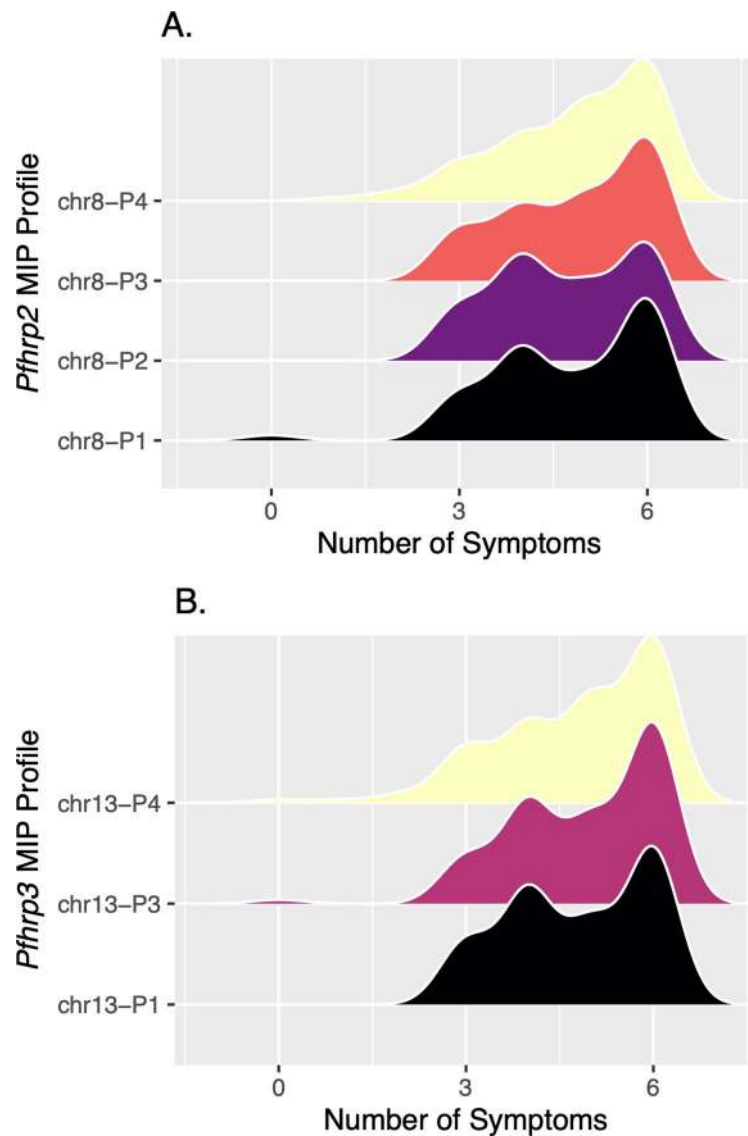 A.
Pfhrp2 MIP Profile
chr8–P4
chr8–P3
chr8–P2
chr8–P1
0 3 6
Number of Symptoms
B.
Pfhrp3 MIP Profile
chr13–P4
chr13–P3
chr13–P1
0 3 6
Number of Symptoms